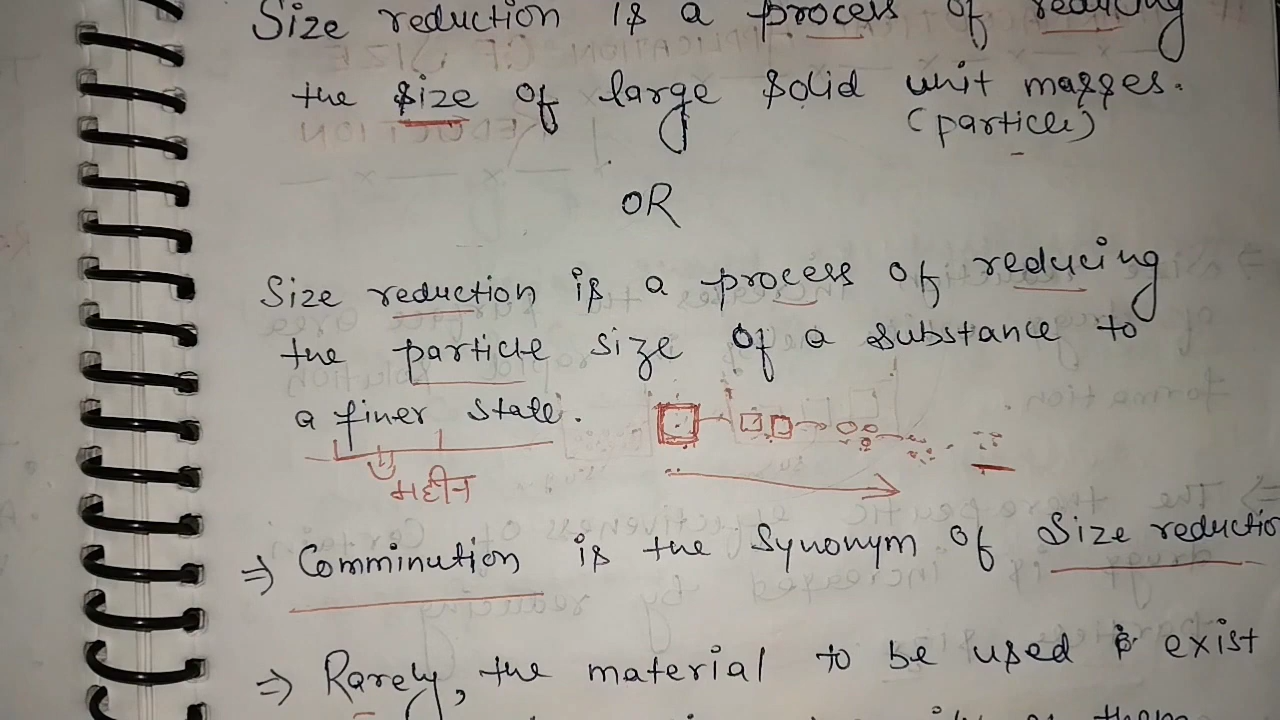 Size reduction is a process of reducing
the size of large solid unit masses.
(particle)
OR
Size reduction is a process of reducing
the particle size of a substance to
a finer state.
महीन
⇒ Comminution is the synonym of Size reductio
⇒ Rarely, the material to be used is exist